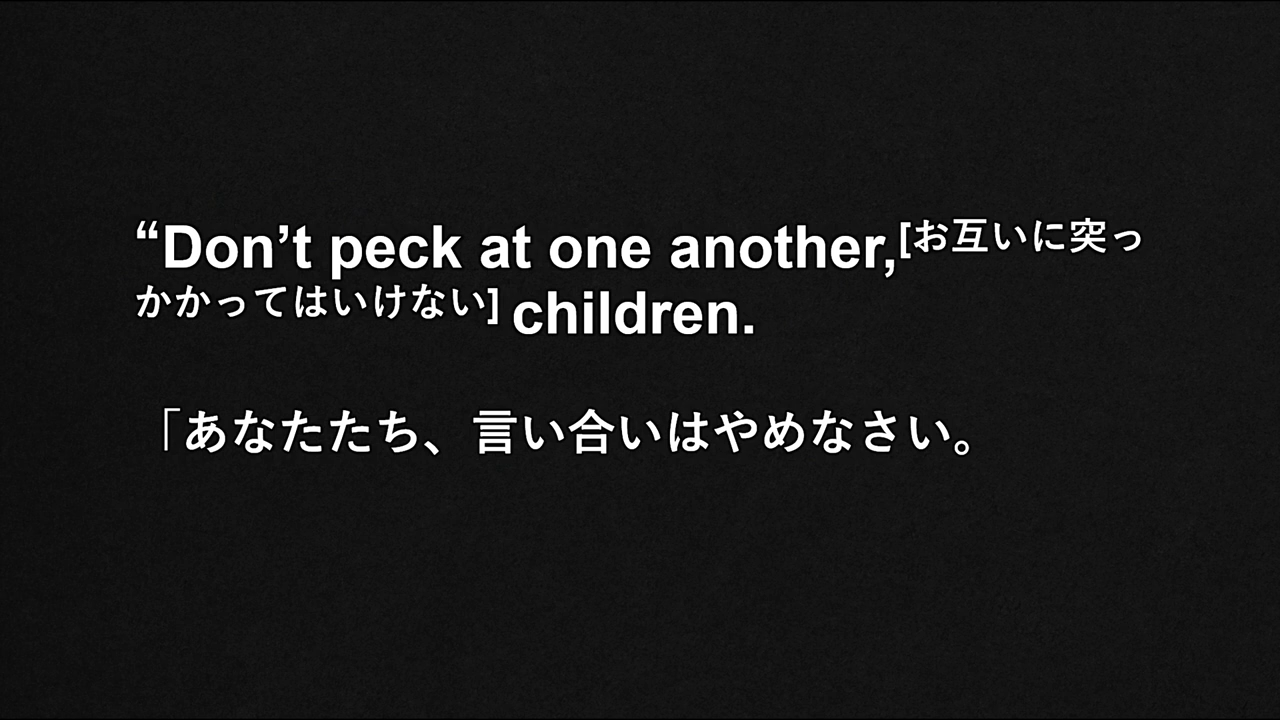 “Don’t peck at one another,[お互いに突っ
かかってはいけない] children.
「あなたたち、言い合いはやめなさい。